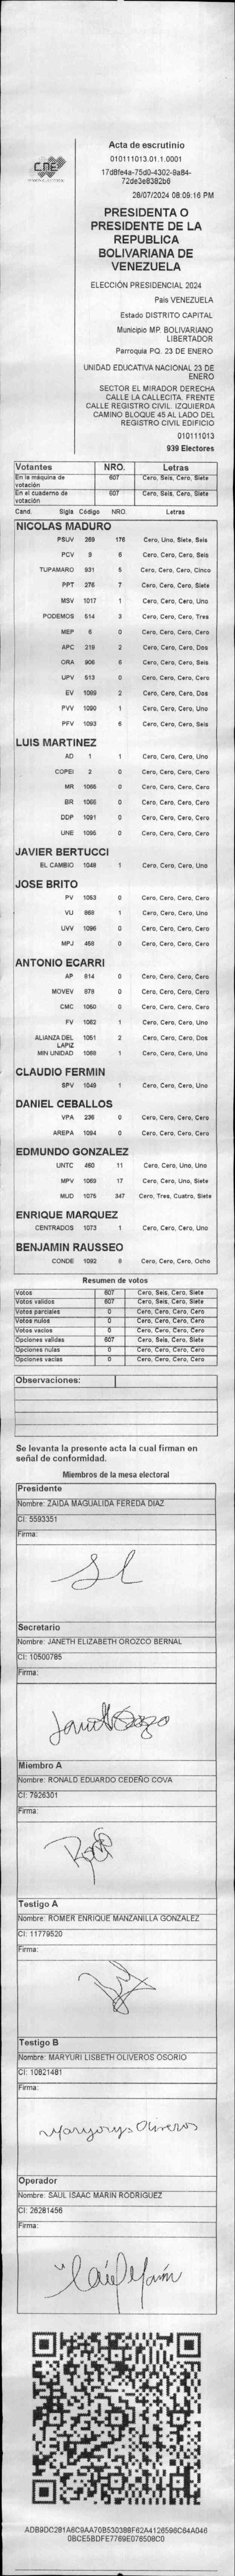 CNE
Acta de escrutinio
010111013.01.1.0001
17d8fe4a-75d0-4302-9a84-
72de3e8382b6
28/07/2024 08:09:16 PM
PRESIDENTA O
PRESIDENTE DE LA
REPUBLICA
BOLIVARIANA DE
VENEZUELA
ELECCIÓN PRESIDENCIAL 2024
País VENEZUELA
Estado DISTRITO CAPITAL
Municipio MP. BOLIVARIANO
LIBERTADOR
Parroquia PQ. 23 DE ENERO
UNIDAD EDUCATIVA NACIONAL 23 DE
ENERO
SECTOR EL MIRADOR DERECHA
CALLE LA CALLECITA. FRENTE
CALLE REGISTRO CIVIL. IZQUIERDA
CAMINO BLOQUE 45 AL LADO DEL
REGISTRO CIVIL EDIFICIO
010111013
939 Electores
Votantes NRO. Letras
En la máquina de votación 607 Cero, Seis, Cero, Siete
En el cuaderno de votación 607 Cero, Seis, Cero, Siete
Cand. Sigla Código NRO. Letras
NICOLAS MADURO
PSUV 269 176 Cero, Uno, Siete, Seis
PCV 9 6 Cero, Cero, Cero, Seis
TUPAMARO 931 5 Cero, Cero, Cero, Cinco
PPT 276 7 Cero, Cero, Cero, Siete
MSV 1017 1 Cero, Cero, Cero, Uno
PODEMOS 514 3 Cero, Cero, Cero, Tres
MEP 6 0 Cero, Cero, Cero, Cero
APC 219 2 Cero, Cero, Cero, Dos
ORA 906 6 Cero, Cero, Cero, Seis
UPV 513 0 Cero, Cero, Cero, Cero
EV 1089 2 Cero, Cero, Cero, Dos
PVV 1090 1 Cero, Cero, Cero, Uno
PFV 1093 6 Cero, Cero, Cero, Seis
LUIS MARTINEZ
AD 1 1 Cero, Cero, Cero, Uno
COPEI 2 0 Cero, Cero, Cero, Cero
MR 1065 0 Cero, Cero, Cero, Cero
BR 1066 0 Cero, Cero, Cero, Cero
DDP 1091 0 Cero, Cero, Cero, Cero
UNE 1095 0 Cero, Cero, Cero, Cero
JAVIER BERTUCCI
EL CAMBIO 1048 1 Cero, Cero, Cero, Uno
JOSE BRITO
PV 1053 0 Cero, Cero, Cero, Cero
VU 868 1 Cero, Cero, Cero, Uno
UVV 1096 0 Cero, Cero, Cero, Cero
MPJ 458 0 Cero, Cero, Cero, Cero
ANTONIO ECARRI
AP 914 0 Cero, Cero, Cero, Cero
MOVEV 878 0 Cero, Cero, Cero, Cero
CMC 1050 0 Cero, Cero, Cero, Cero
FV 1062 1 Cero, Cero, Cero, Uno
ALIANZA DEL LAPIZ 1051 2 Cero, Cero, Cero, Dos
MIN UNIDAD 1068 1 Cero, Cero, Cero, Uno
CLAUDIO FERMIN
SPV 1049 1 Cero, Cero, Cero, Uno
DANIEL CEBALLOS
VPA 236 0 Cero, Cero, Cero, Cero
AREPA 1094 0 Cero, Cero, Cero, Cero
EDMUNDO GONZALEZ
UNTC 460 11 Cero, Cero, Uno, Uno
MPV 1069 17 Cero, Cero, Uno, Siete
MUD 1075 347 Cero, Tres, Cuatro, Siete
ENRIQUE MARQUEZ
CENTRADOS 1073 1 Cero, Cero, Cero, Uno
BENJAMIN RAUSSEO
CONDE 1092 8 Cero, Cero, Cero, Ocho
Resumen de votos
Votos 607 Cero, Seis, Cero, Siete
Votos validos 607 Cero, Seis, Cero, Siete
Votos parciales 0 Cero, Cero, Cero, Cero
Votos nulos 0 Cero, Cero, Cero, Cero
Votos vacios 0 Cero, Cero, Cero, Cero
Opciones validas 607 Cero, Seis, Cero, Siete
Opciones nulas 0 Cero, Cero, Cero, Cero
Opciones vacias 0 Cero, Cero, Cero, Cero
Observaciones:
Se levanta la presente acta la cual firman en
señal de conformidad.
Miembros de la mesa electoral
Presidente
Nombre: ZAIDA MAGUALIDA FEREDA DIAZ
CI: 5593351
Firma:
Secretario
Nombre: JANETH ELIZABETH OROZCO BERNAL
CI: 10500785
Firma:
Miembro A
Nombre: RONALD EDUARDO CEDEÑO COVA
CI: 7926301
Firma:
Testigo A
Nombre: ROMER ENRIQUE MANZANILLA GONZALEZ
CI: 11779520
Firma:
Testigo B
Nombre: MARYURI LISBETH OLIVEROS OSORIO
CI: 10821481
Firma:
Maryorys Oliveros
Operador
Nombre: SAUL ISAAC MARIN RODRIGUEZ
CI: 26281456
Firma:
ADB9DC281A6C9AA70B530388F62A4126596C64A046
0BCE5BDFE7769E076508C0